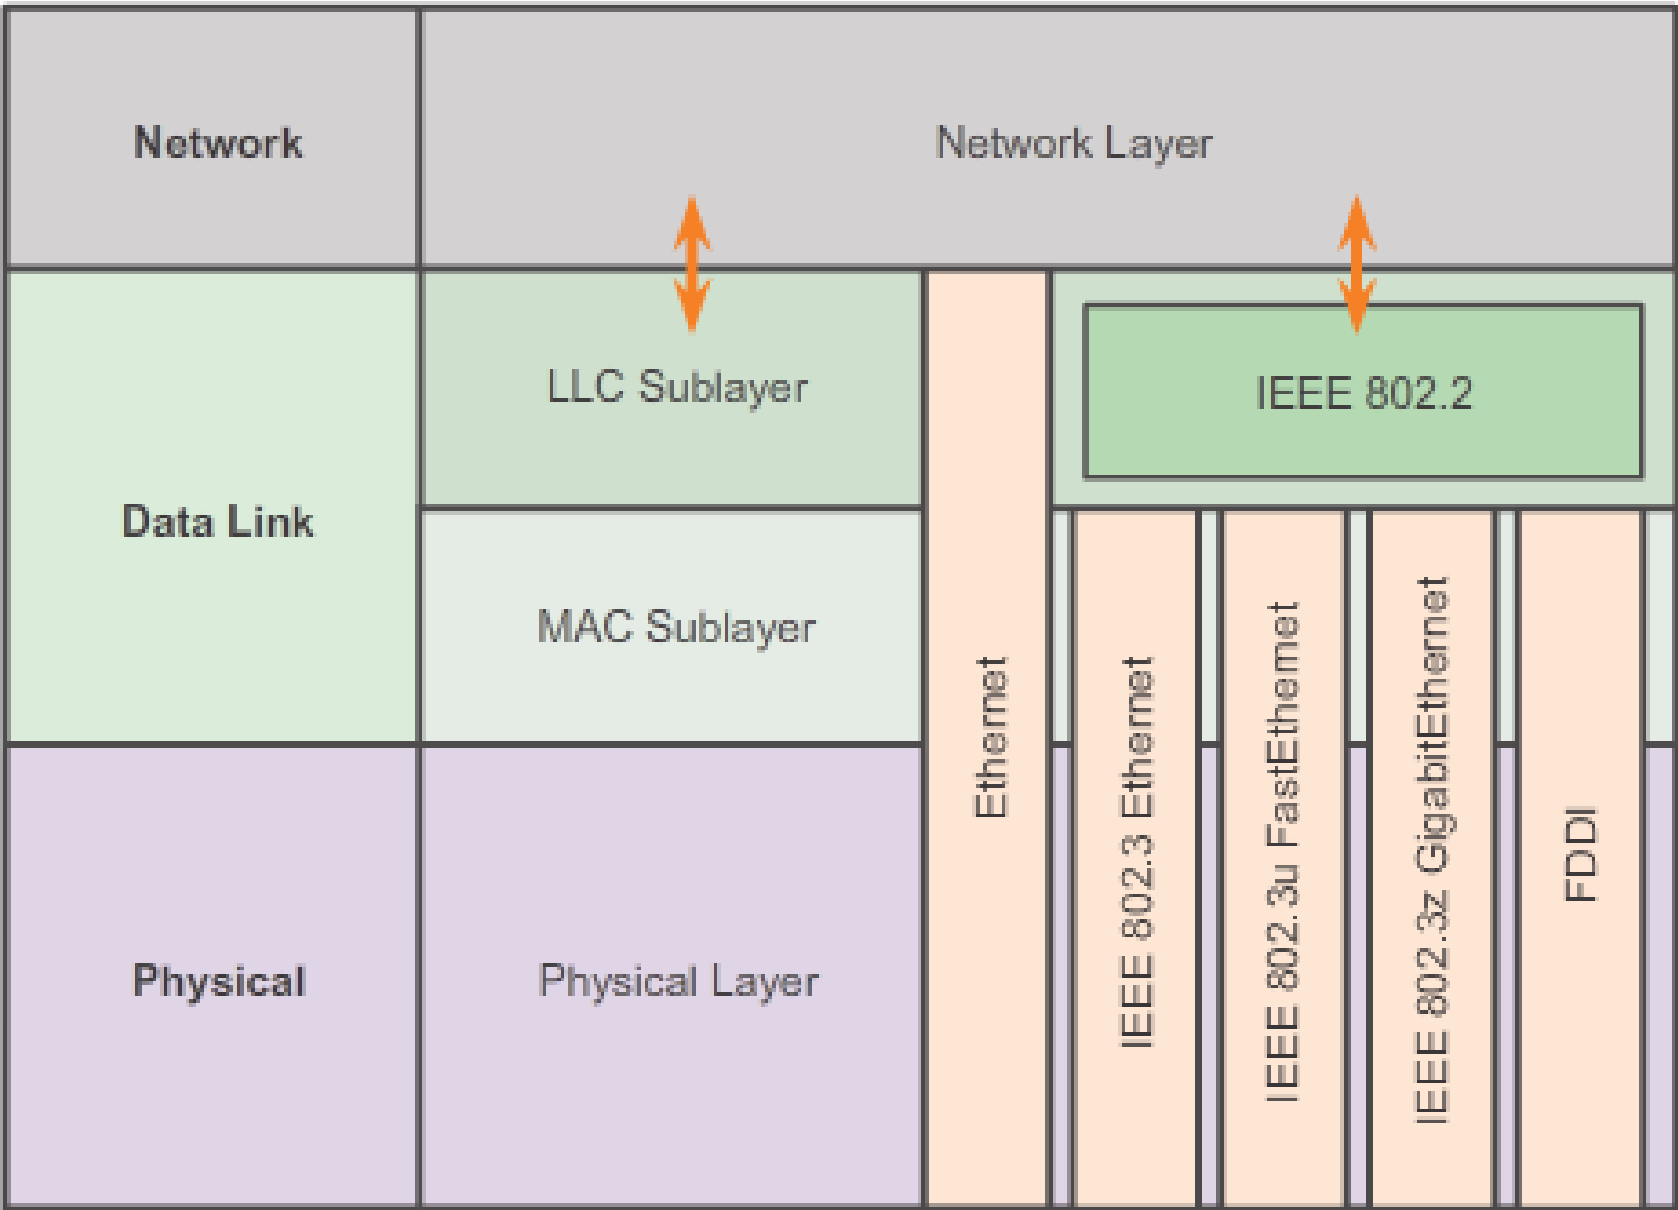 Network
Network Layer
Data Link
LLC Sublayer
IEEE 802.2
MAC Sublayer
Ethernet
IEEE 802.3 Ethernet
IEEE 802.3u FastEthernet
IEEE 802.3z GigabitEthernet
FDDI
Physical
Physical Layer